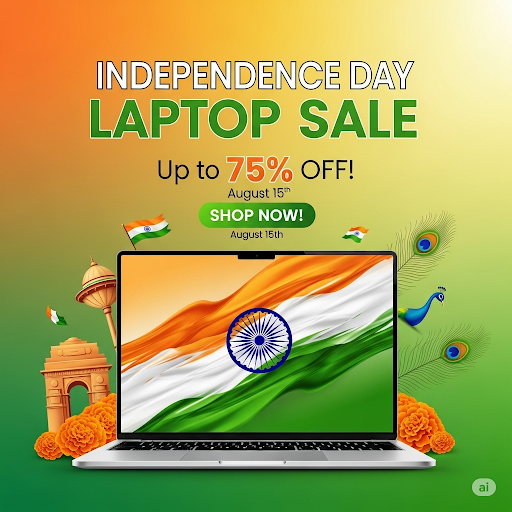 INDEPENDENCE DAY
LAPTOP SALE
Up to 75% OFF!
August 15th
SHOP NOW!
August 15th
ai